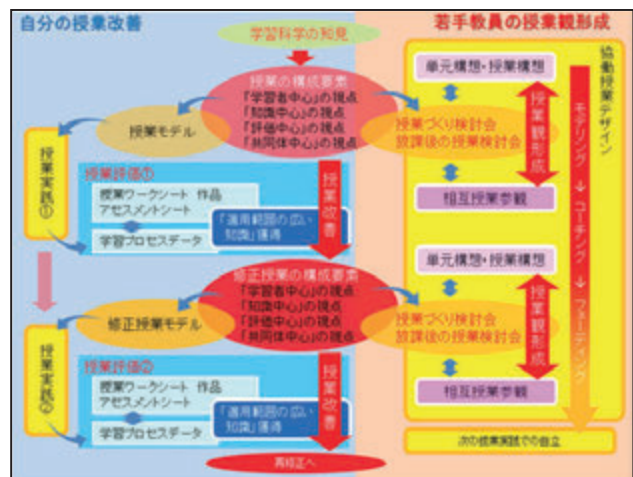 自分の授業改善
若手教員の授業観形成
学習科学の知見
授業の構成要素
「学習者中心」の視点
「知識中心」の視点
「評価中心」の視点
「共同体中心」の視点
授業モデル
授業づくり検討会
放課後の授業検討会
単元構想・授業構想
授業観形成
相互授業参観
協働授業デザイン
モデリング→コーチング→フェーディング
授業実践①
授業評価①
授業ワークシート 作品
アセスメントシート
学習プロセスデータ
「適用範囲の広い
知識」獲得
授業改善
修正授業の構成要素
「学習者中心」の視点
「知識中心」の視点
「評価中心」の視点
「共同体中心」の視点
修正授業モデル
授業づくり検討会
放課後の授業検討会
単元構想・授業構想
授業観形成
相互授業参観
授業実践②
授業評価②
授業ワークシート 作品
アセスメントシート
学習プロセスデータ
「適用範囲の広い
知識」獲得
授業改善
再修正へ
次の授業実践での自立